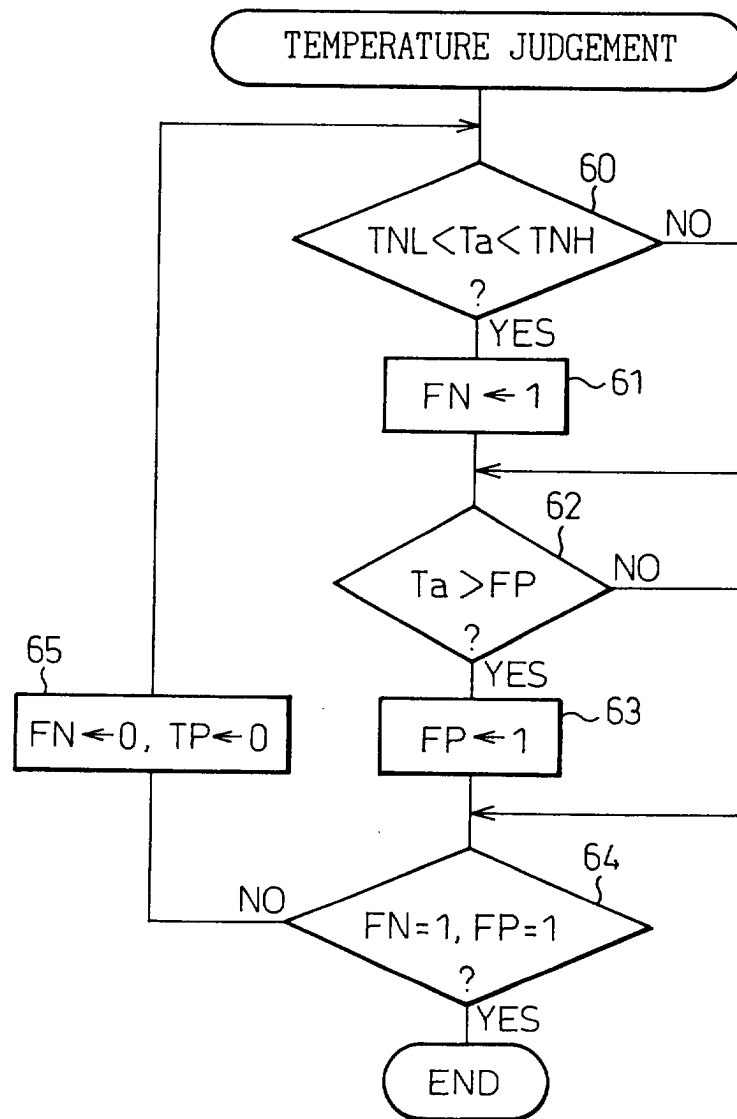 TEMPERATURE JUDGEMENT
60
TNL<Ta<TNH
?
NO
YES
FN ← 1
61
62
Ta >FP
?
NO
YES
65
FN←0, TP←0
FP ← 1
63
64
NO
FN=1, FP=1
?
YES
END